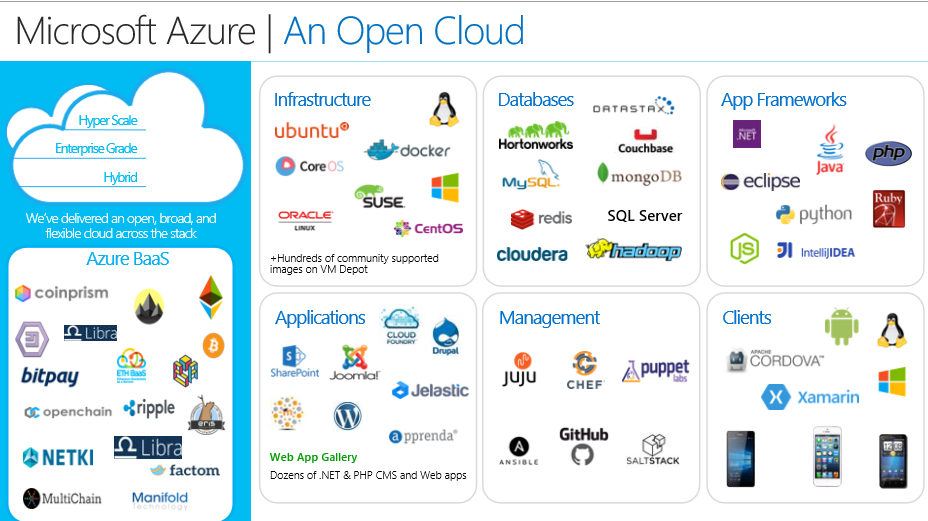 Microsoft Azure | An Open Cloud
Hyper Scale
Enterprise Grade
Hybrid
We've delivered an open, broad, and
flexible cloud across the stack
Azure BaaS
coinprism
Libra
bitpay
ETH BaaS
openchain
ripple
eris
NETKI
Libra
factom
MultiChain
Manifold
Technology
Infrastructure
ubuntu
CoreOS
docker
SUSE
ORACLE
LINUX
CentOS
+Hundreds of community supported
images on VM Depot
Databases
DATASTAX
Hortonworks
Couchbase
MySQL
mongoDB
redis
SQL Server
cloudera
hadoop
App Frameworks
Microsoft
.NET
Java
php
eclipse
python
Ruby
JS
JI IntelliJIDEA
Applications
CLOUD
FOUNDRY
Drupal
S
SharePoint
Joomla!
Jelastic
W
apprenda
Web App Gallery
Dozens of .NET & PHP CMS and Web apps
Management
JUJU
CHEF
puppet
labs
A
ANSIBLE
GitHub
SALTSTACK
Clients
APACHE
CORDOVA™
X Xamarin